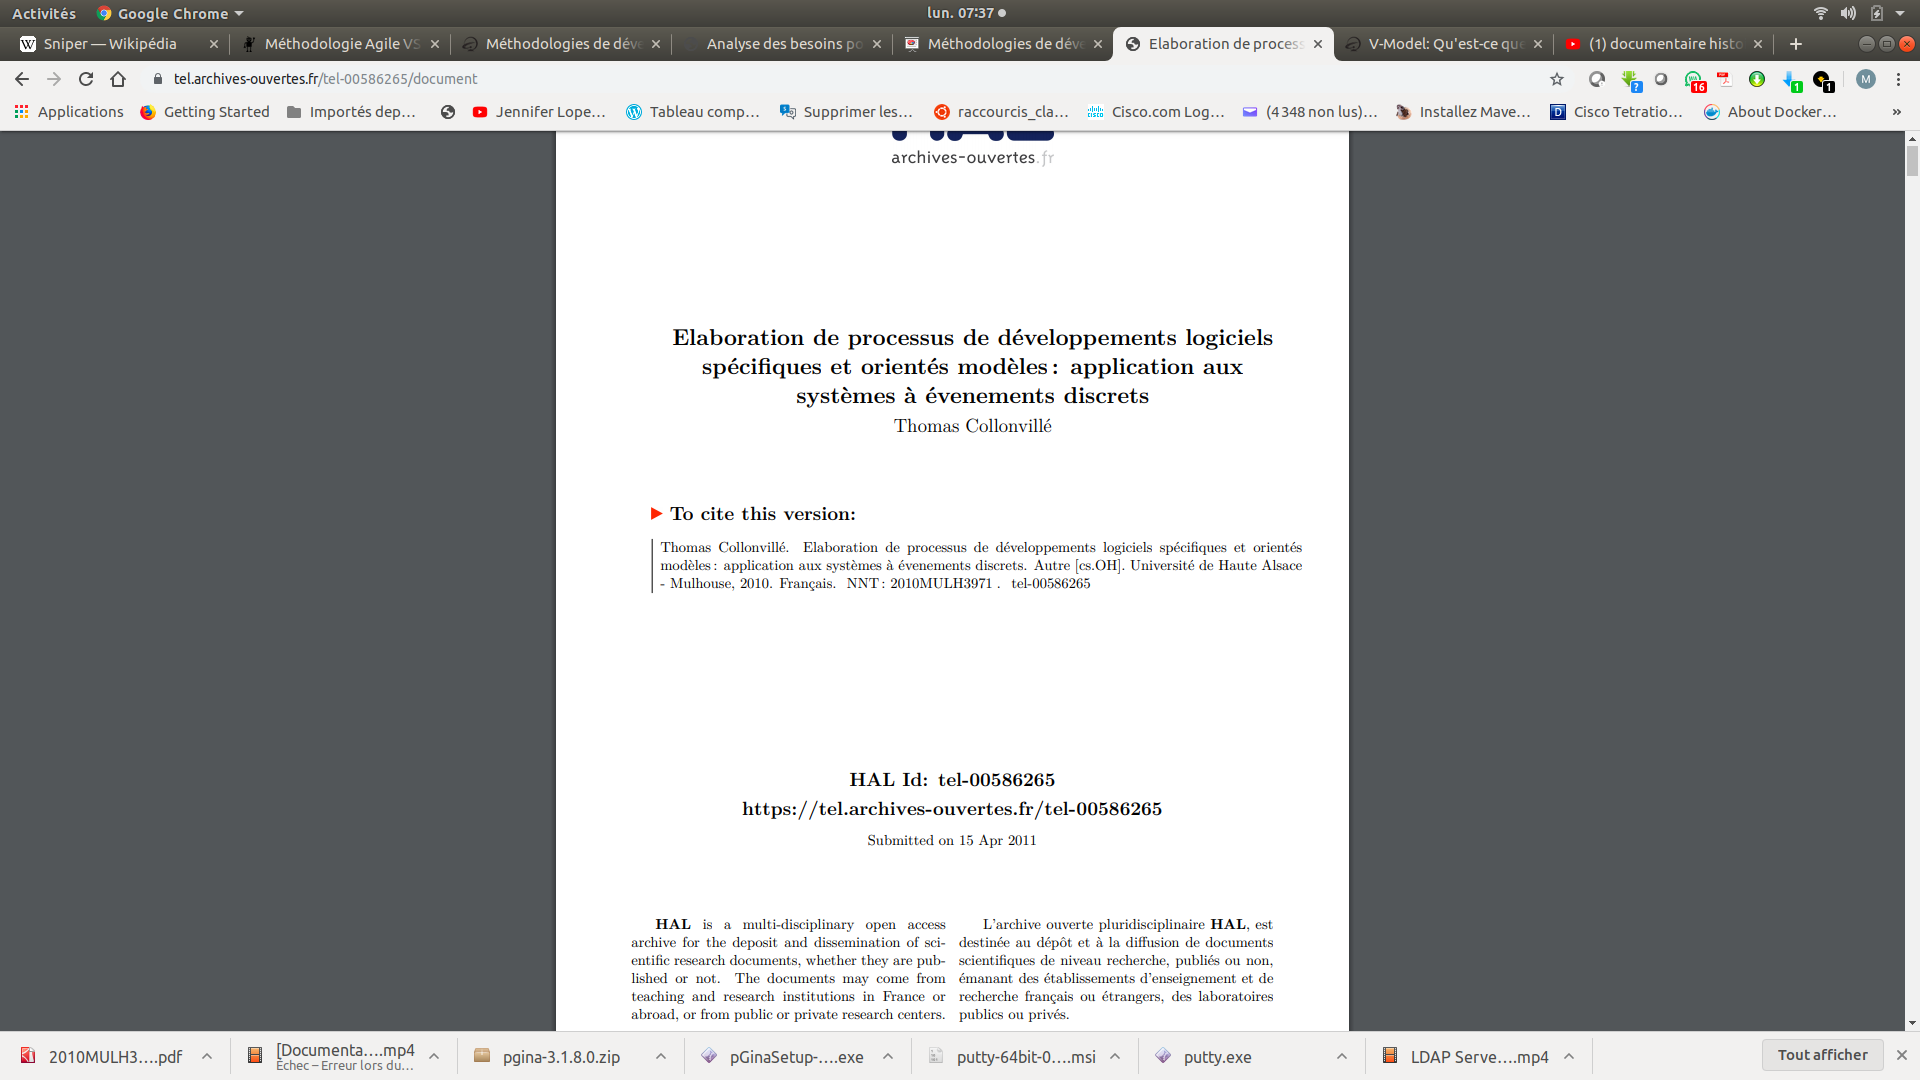 Activités Google Chrome lun. 07:37
Sniper — Wikipédia Méthodologie Agile VS Méthodologies de déve Analyse des besoins po Méthodologies de déve Elaboration de process V-Model: Qu'est-ce que (1) documentaire histo
tel.archives-ouvertes.fr/tel-00586265/document
? 16 1 1 M
Applications Getting Started Importés dep... Jennifer Lope... Tableau comp... Supprimer les... raccourcis_cla... Cisco.com Log... (4 348 non lus)... Installez Mave... Cisco Tetratio... About Docker... »
archives-ouvertes.fr
Elaboration de processus de développements logiciels
spécifiques et orientés modèles : application aux
systèmes à évenements discrets
Thomas Collonvillé
To cite this version:
Thomas Collonvillé. Elaboration de processus de développements logiciels spécifiques et orientés
modèles : application aux systèmes à évenements discrets. Autre [cs.OH]. Université de Haute Alsace
- Mulhouse, 2010. Français. NNT : 2010MULH3971 . tel-00586265
HAL Id: tel-00586265
https://tel.archives-ouvertes.fr/tel-00586265
Submitted on 15 Apr 2011
HAL is a multi-disciplinary open access
archive for the deposit and dissemination of sci-
entific research documents, whether they are pub-
lished or not. The documents may come from
teaching and research institutions in France or
abroad, or from public or private research centers.
L'archive ouverte pluridisciplinaire HAL, est
destinée au dépôt et à la diffusion de documents
scientifiques de niveau recherche, publiés ou non,
émanant des établissements d'enseignement et de
recherche français ou étrangers, des laboratoires
publics ou privés.
2010MULH3....pdf [Documenta....mp4 pgina-3.1.8.0.zip pGinaSetup-....exe putty-64bit-0....msi putty.exe LDAP Serve....mp4 Tout afficher
Échec – Erreur lors du...